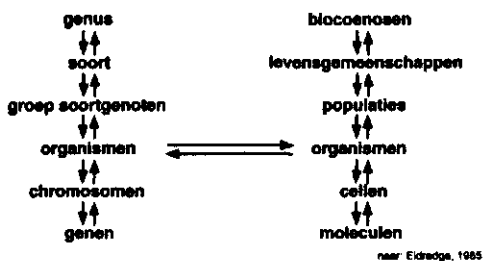 genus
soort
groep soortgenoten
organismen
chromosomen
genen
biocoenosen
levensgemeenschappen
populaties
organismen
cellen
moleculen
naar: Eldredge, 1985